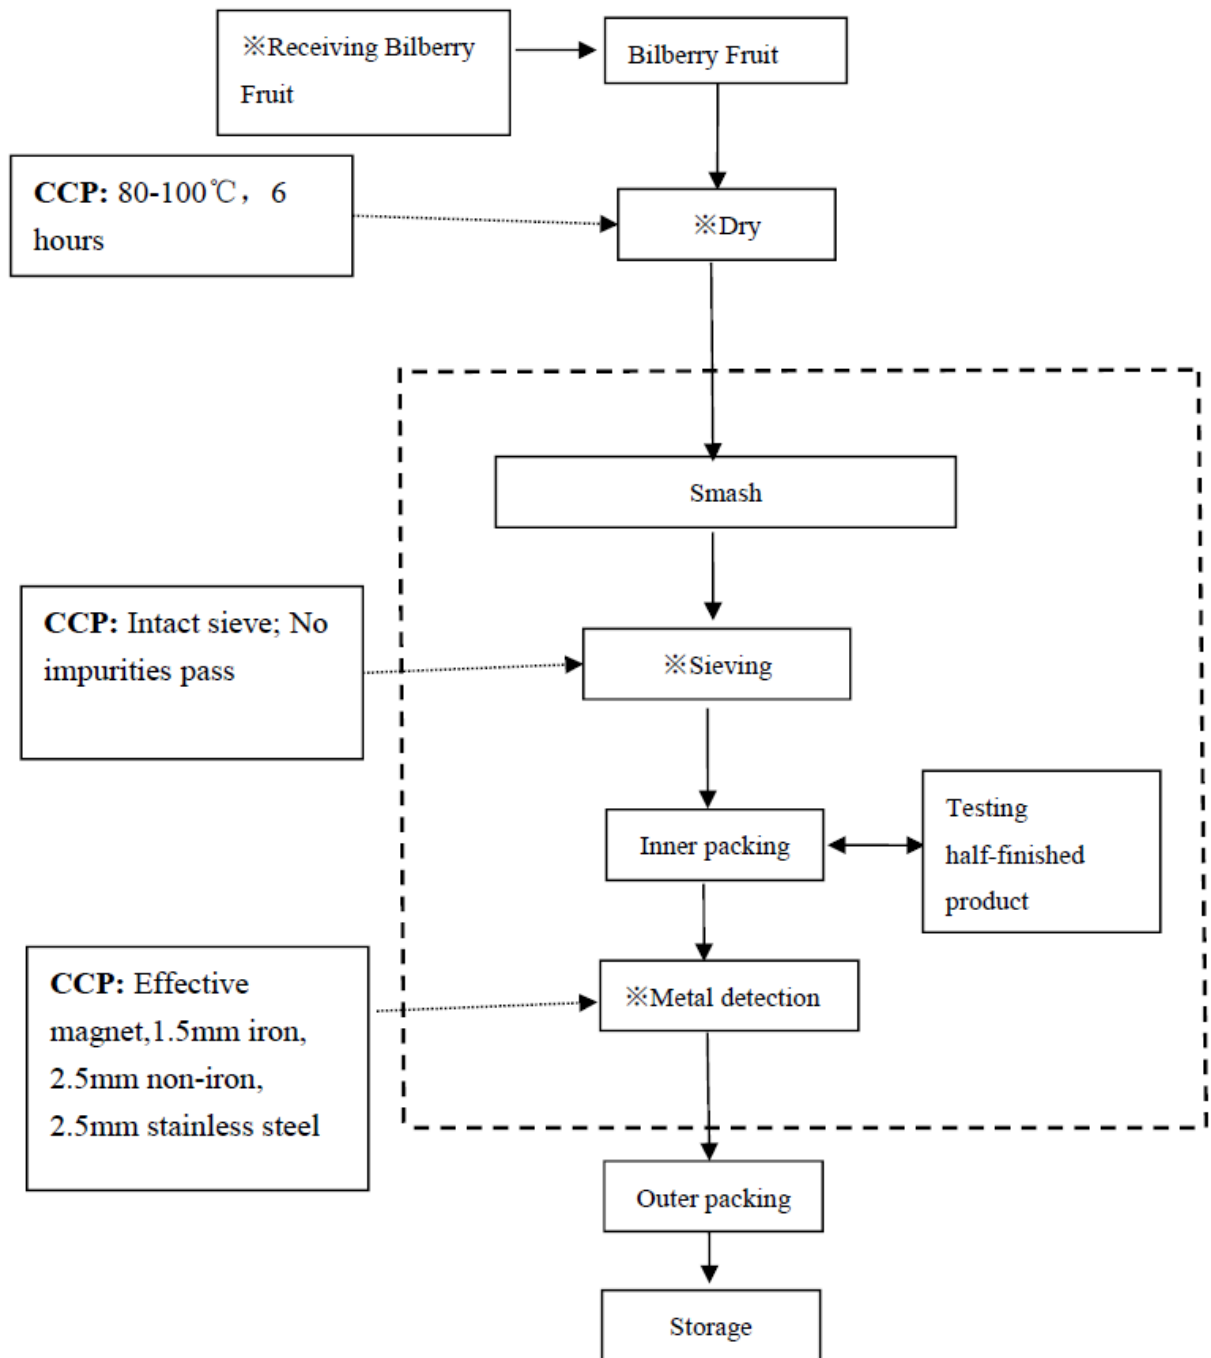 ※Receiving Bilberry
Fruit
Bilberry Fruit
CCP: 80-100℃，6
hours
※Dry
Smash
CCP: Intact sieve; No
impurities pass
※Sieving
Inner packing
Testing
half-finished
product
CCP: Effective
magnet,1.5mm iron,
2.5mm non-iron,
2.5mm stainless steel
※Metal detection
Outer packing
Storage